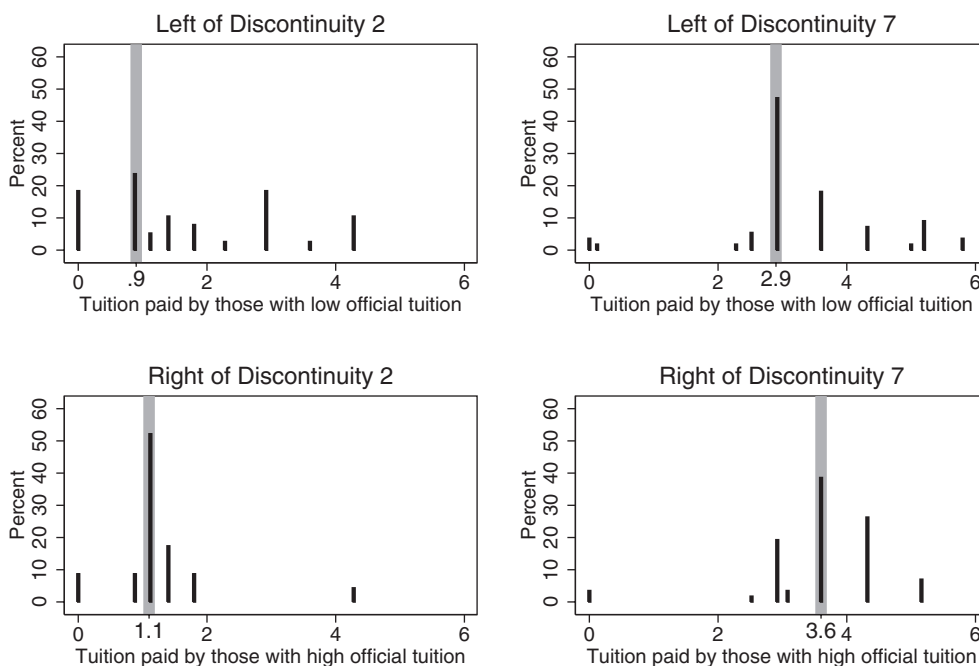 Left of Discontinuity 2
Percent
60
50
40
30
20
10
0
0 .9 2 4 6
Tuition paid by those with low official tuition
Left of Discontinuity 7
Percent
60
50
40
30
20
10
0
0 2 2.9 4 6
Tuition paid by those with low official tuition
Right of Discontinuity 2
Percent
60
50
40
30
20
10
0
0 1.1 2 4 6
Tuition paid by those with high official tuition
Right of Discontinuity 7
Percent
60
50
40
30
20
10
0
0 2 3.6 4 6
Tuition paid by those with high official tuition